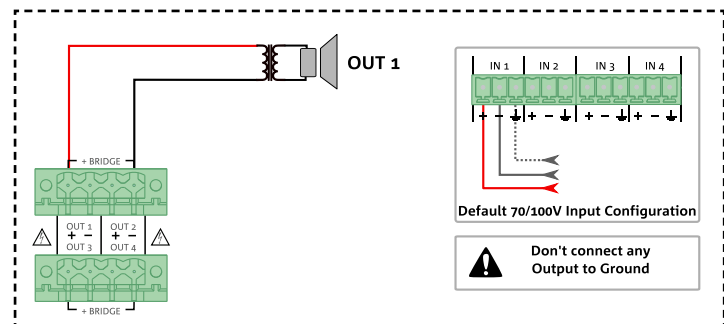 OUT 1
+ BRIDGE
OUT 1 OUT 2
+ - + -
OUT 3 OUT 4
+ BRIDGE
IN 1 IN 2 IN 3 IN 4
+ - + - + - + -
Default 70/100V Input Configuration
Don't connect any
Output to Ground